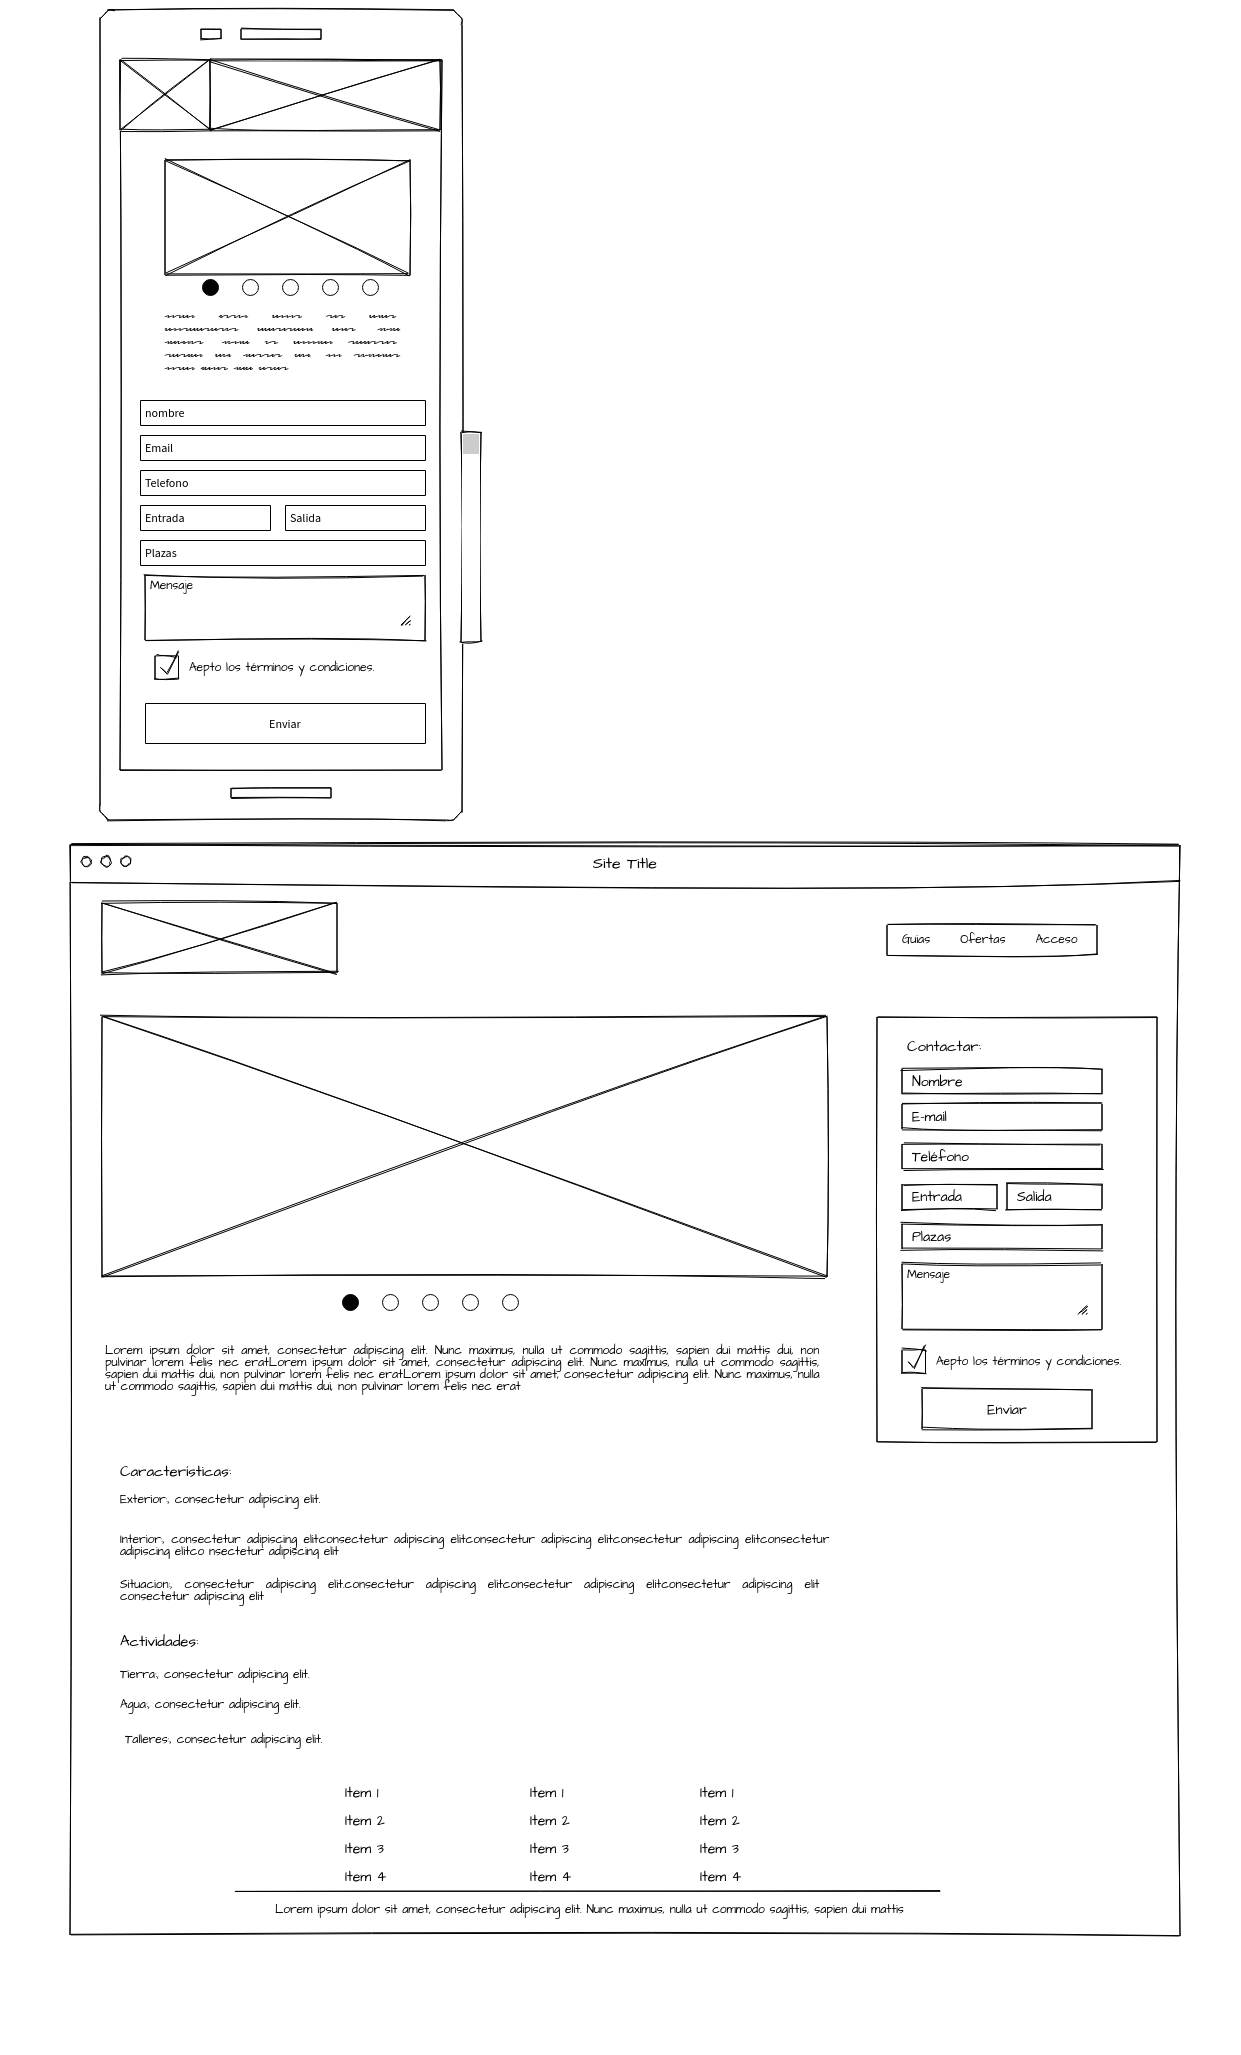 nombre
Email
Telefono
Entrada Salida
Plazas
Mensaje
Aepto los términos y condiciones.
Enviar
Site Title
Guias Ofertas Acceso
Contactar:
Nombre
E-mail
Teléfono
Entrada Salida
Plazas
Mensaje
Aepto los términos y condiciones.
Enviar
Lorem ipsum dolor sit amet, consectetur adipiscing elit. Nunc maximus, nulla ut commodo sagittis, sapien dui mattis dui, non
pulvinar lorem felis nec eratLorem ipsum dolor sit amet, consectetur adipiscing elit. Nunc maximus, nulla ut commodo sagittis,
sapien dui mattis dui, non pulvinar lorem felis nec eratLorem ipsum dolor sit amet, consectetur adipiscing elit. Nunc maximus, nulla
ut commodo sagittis, sapien dui mattis dui, non pulvinar lorem felis nec erat
Características:
Exterior:, consectetur adipiscing elit.
Interior:, consectetur adipiscing elitconsectetur adipiscing elitconsectetur adipiscing elitconsectetur adipiscing elitconsectetur
adipiscing elitco nsectetur adipiscing elit
Situacion:, consectetur adipiscing elit.consectetur adipiscing elitconsectetur adipiscing elitconsectetur adipiscing elit
consectetur adipiscing elit
Actividades:
Tierra:, consectetur adipiscing elit.
Agua:, consectetur adipiscing elit.
Talleres:, consectetur adipiscing elit.
Item 1 Item 1 Item 1
Item 2 Item 2 Item 2
Item 3 Item 3 Item 3
Item 4 Item 4 Item 4
Lorem ipsum dolor sit amet, consectetur adipiscing elit. Nunc maximus, nulla ut commodo sagittis, sapien dui mattis